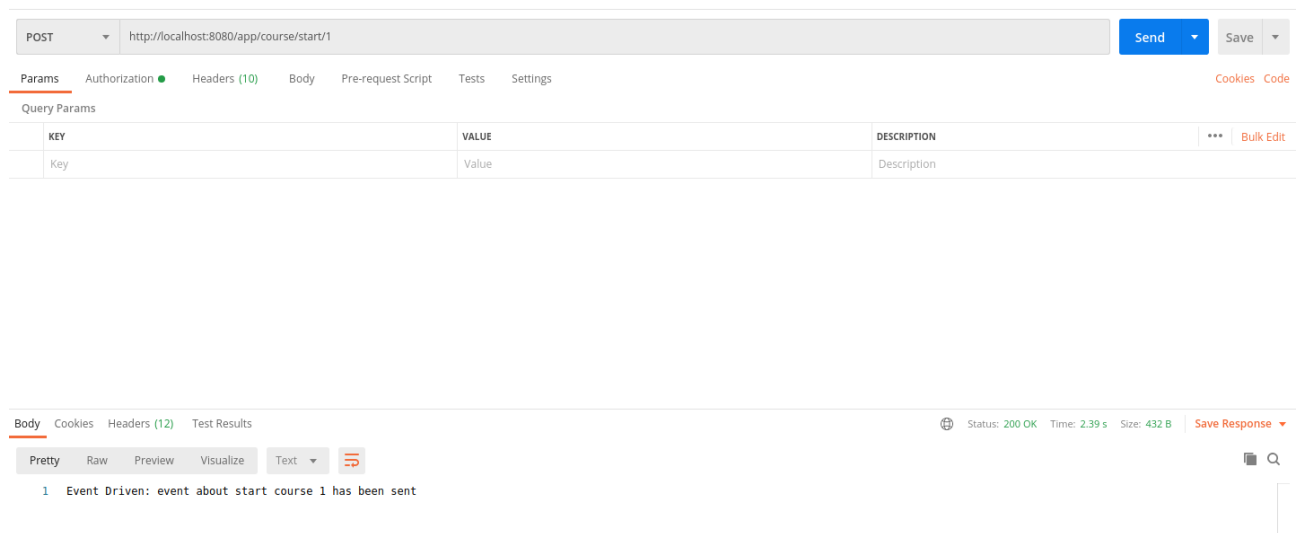 POST http://localhost:8080/app/course/start/1 Send Save
Params Authorization Headers (10) Body Pre-request Script Tests Settings Cookies Code
Query Params
KEY VALUE DESCRIPTION ••• Bulk Edit
Key Value Description
Body Cookies Headers (12) Test Results Status: 200 OK Time: 2.39 s Size: 432 B Save Response
Pretty Raw Preview Visualize Text
1 Event Driven: event about start course 1 has been sent